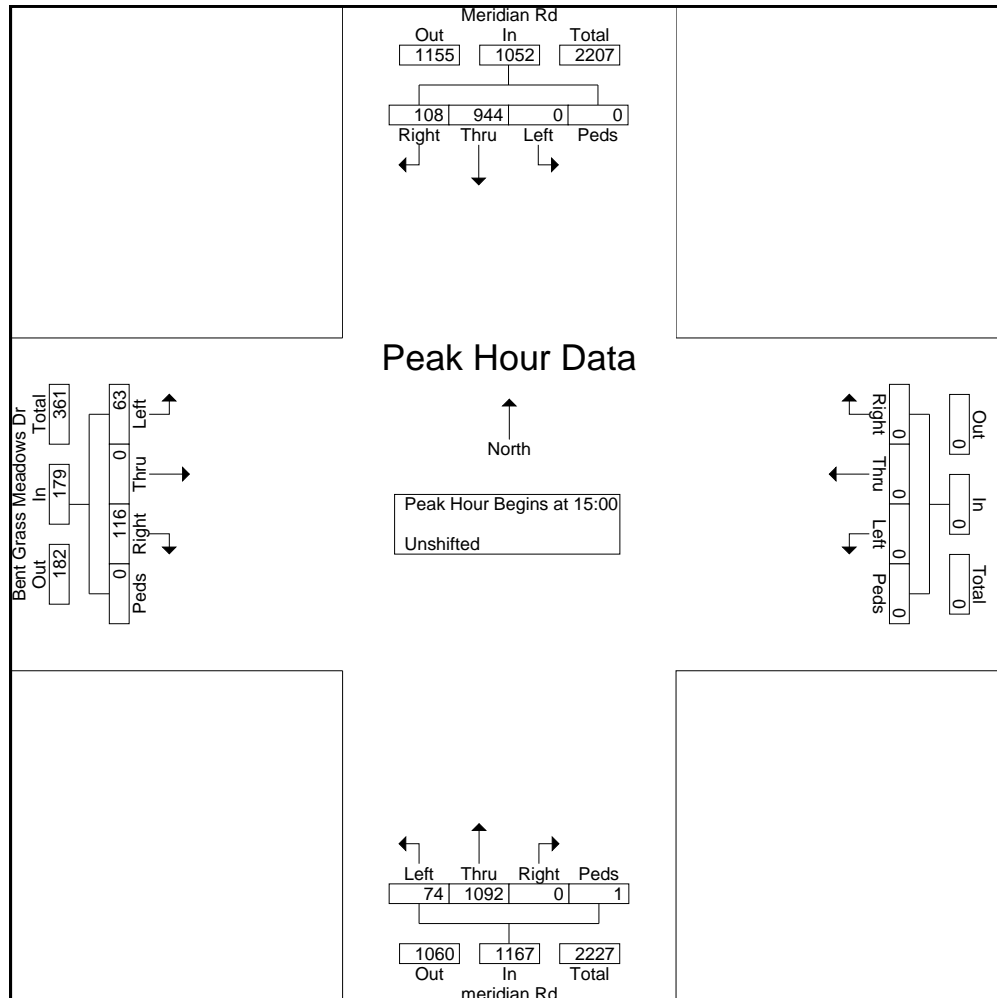 Meridian Rd
Out In Total
1155 1052 2207
108 944 0 0
Right Thru Left Peds
Peak Hour Data
North
Peak Hour Begins at 15:00
Unshifted
Bent Grass Meadows Dr
Out In Total
182 179 361
63 0 116 0
Left Thru Right Peds
Out In Total
0 0 0
0 0 0 0
Right Thru Left Peds
Left Thru Right Peds
74 1092 0 1
1060 1167 2227
Out In Total
meridian Rd